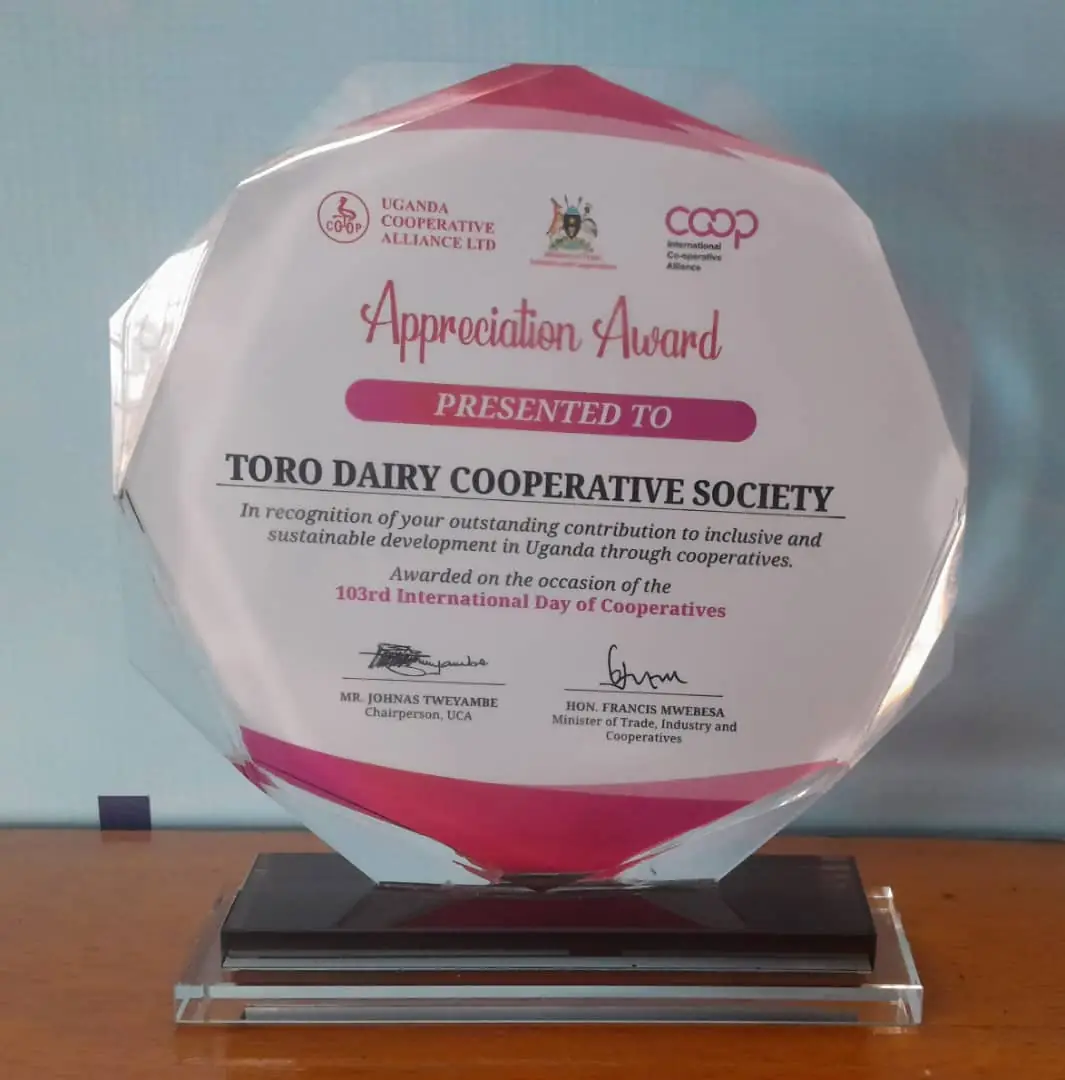 COOP
UGANDA
COOPERATIVE
ALLIANCE LTD
coop
International
Co-operative
Alliance
Appreciation Award
PRESENTED TO
TORO DAIRY COOPERATIVE SOCIETY
In recognition of your outstanding contribution to inclusive and
sustainable development in Uganda through cooperatives.
Awarded on the occasion of the
103rd International Day of Cooperatives
MR. JOHNAS TWEYAMBE
Chairperson, UCA
HON. FRANCIS MWEBESA
Minister of Trade, Industry and
Cooperatives